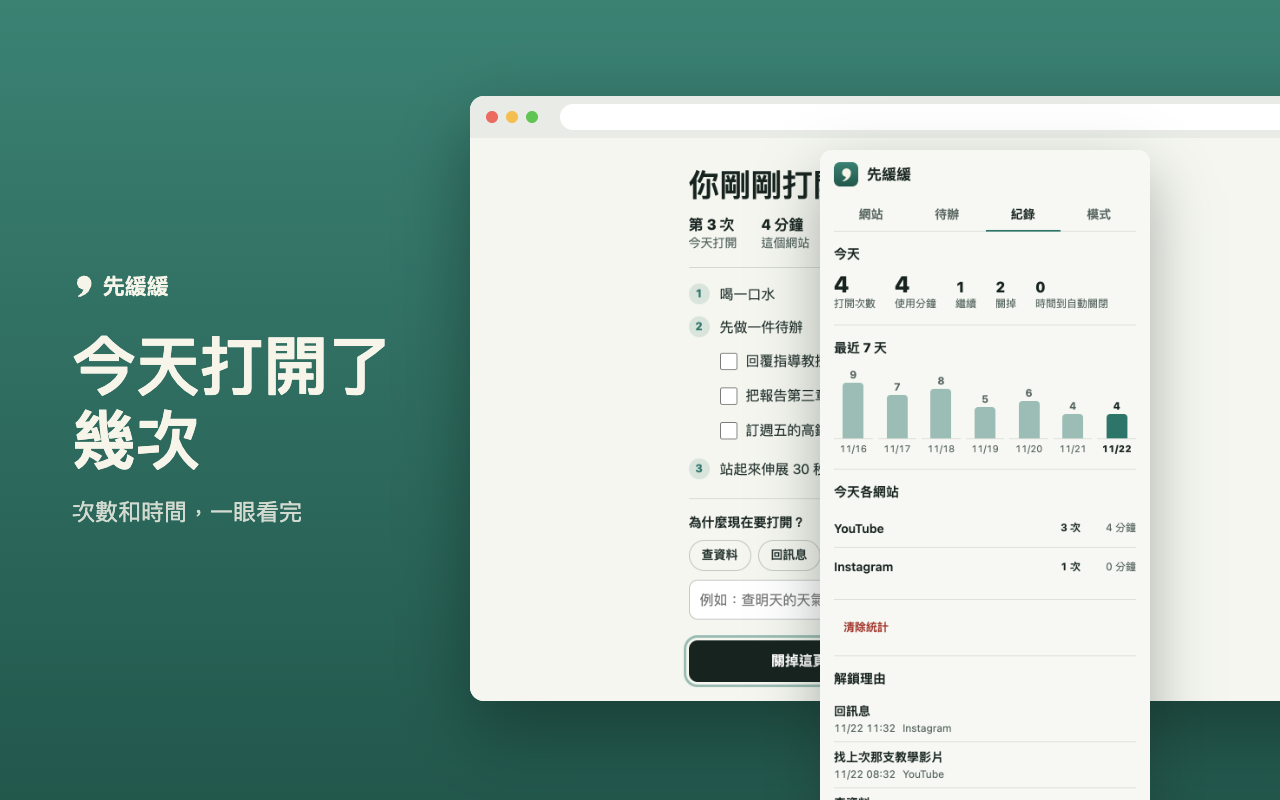 先緩緩
今天打開了
幾次
次數和時間，一眼看完
你剛剛打
第 3 次
4 分鐘
今天打開
這個網站
1 喝一口水
2 先做一件待辦
回覆指導教
把報告第三
訂週五的高
3 站起來伸展 30
為什麼現在要打開？
查資料
回訊息
例如：查明天的天
關掉這
先緩緩
網站
待辦
紀錄
模式
今天
4
4
1
2
0
打開次數
使用分鐘
繼續
關掉
時間到自動關閉
最近 7 天
9
7
8
5
6
4
4
11/16
11/17
11/18
11/19
11/20
11/21
11/22
今天各網站
YouTube 3 次 4 分鐘
Instagram 1 次 0 分鐘
清除統計
解鎖理由
回訊息
11/22 11:32 Instagram
找上次那支教學影片
11/22 08:32 YouTube